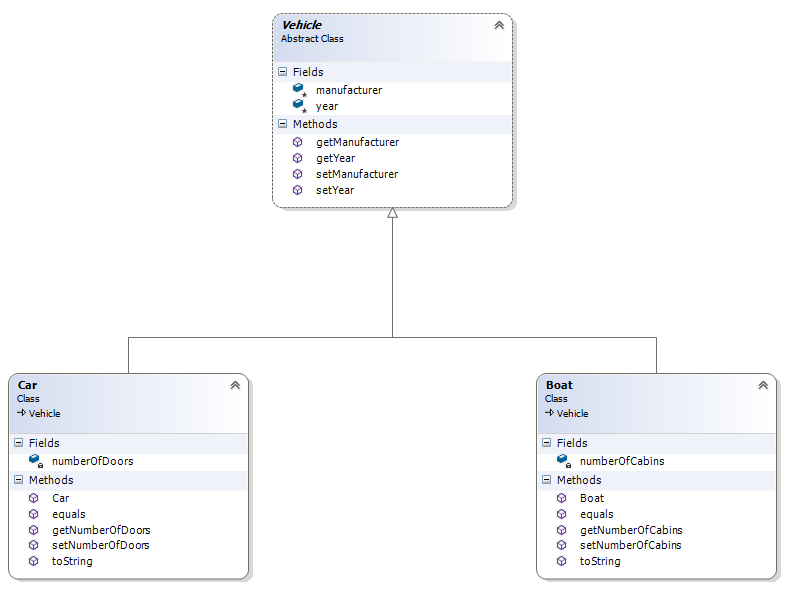 Vehicle
Abstract Class
Fields
manufacturer
year
Methods
getManufacturer
getYear
setManufacturer
setYear
Car
Class
Vehicle
Fields
numberOfDoors
Methods
Car
equals
getNumberOfDoors
setNumberOfDoors
toString
Boat
Class
Vehicle
Fields
numberOfCabins
Methods
Boat
equals
getNumberOfCabins
setNumberOfCabins
toString